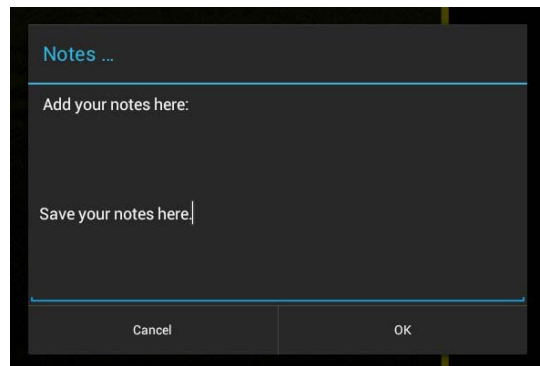 Notes ...
Add your notes here:
Save your notes here.
Cancel
OK